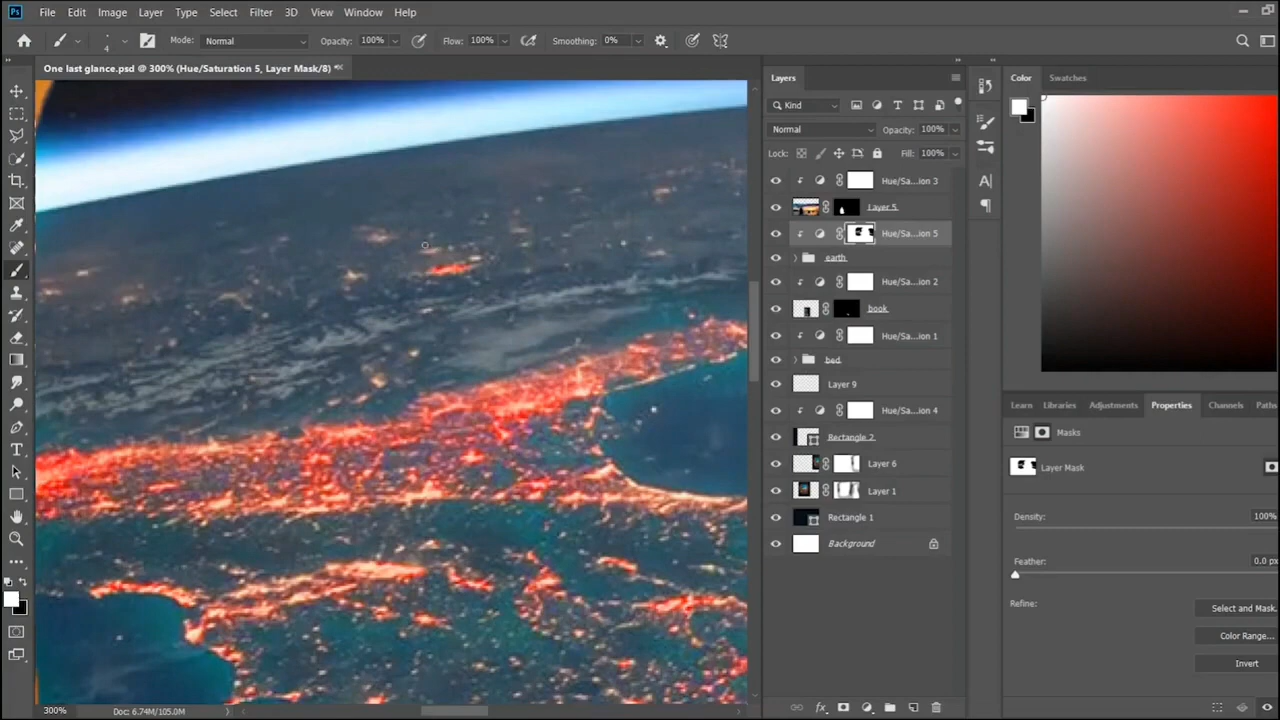 Ps File Edit Image Layer Type Select Filter 3D View Window Help
4 Mode: Normal Opacity: 100% Flow: 100% Smoothing: 0%
One last glance.psd @ 300% (Hue/Saturation 5, Layer Mask/8) *
Layers
Kind
Normal Opacity: 100%
Lock: Fill: 100%
Hue/Sa...ion 3
Layer 5
Hue/Sa...ion 5
earth
Hue/Sa...ion 2
book
Hue/Sa...ion 1
bed
Layer 9
Hue/Sa...ion 4
Rectangle 2
Layer 6
Layer 1
Rectangle 1
Background
Color Swatches
Learn Libraries Adjustments Properties Channels Paths
Masks
Layer Mask
Density: 100%
Feather: 0.0 px
Refine:
Select and Mask.
Color Range...
Invert
300% Doc: 6.74M/105.0M